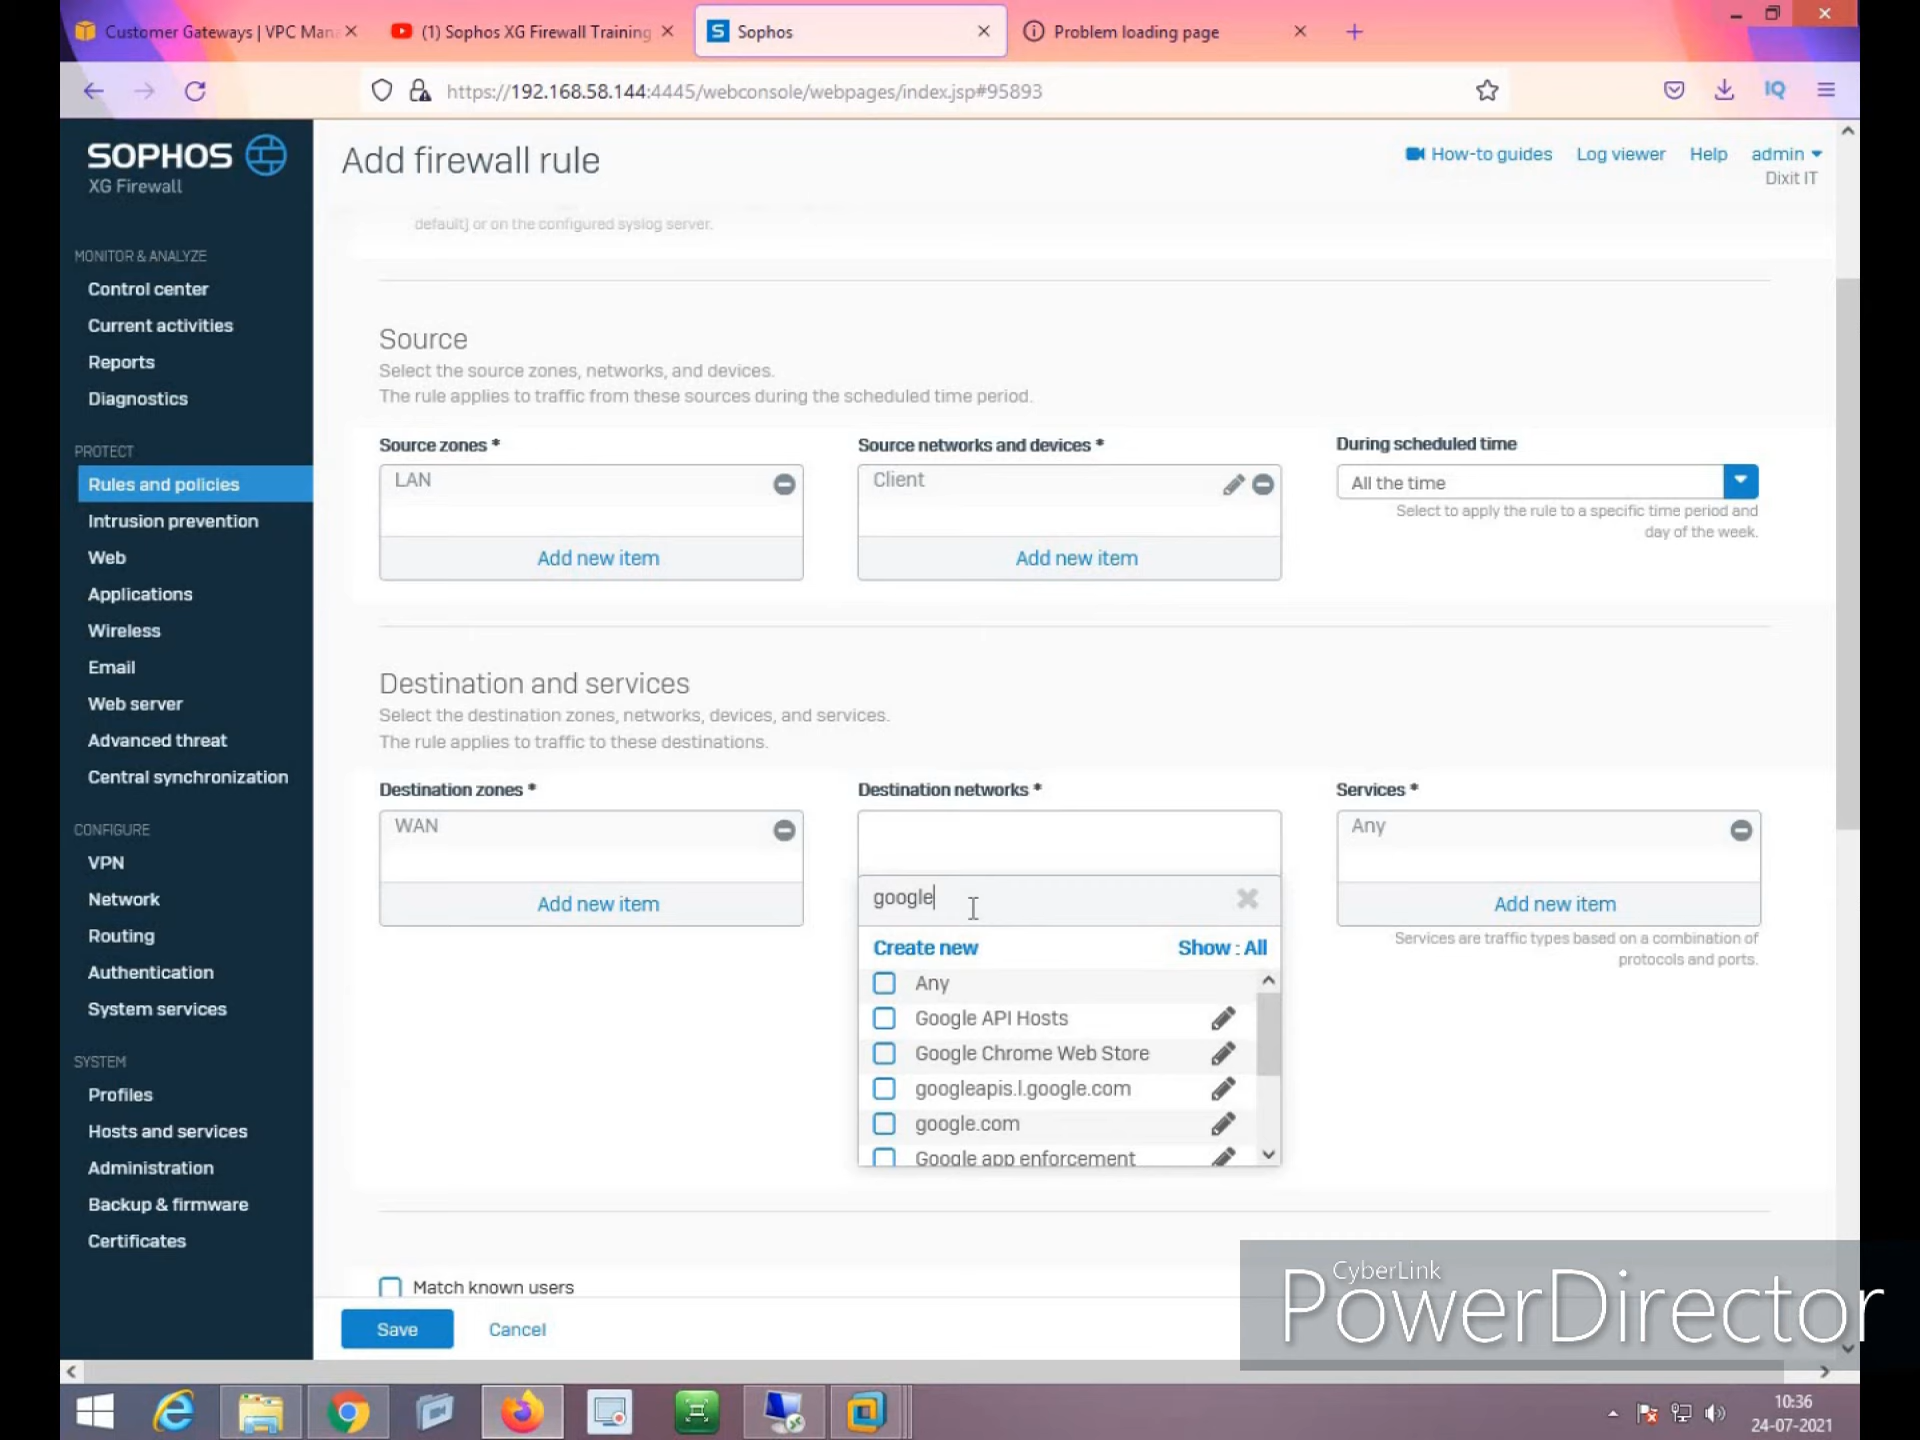 Customer Gateways | VPC Man
(1) Sophos XG Firewall Training
Sophos
Problem loading page
https://192.168.58.144:4445/webconsole/webpages/index.jsp#95893
IQ
SOPHOS
XG Firewall
Add firewall rule
How-to guides
Log viewer
Help
admin
Dixit IT
default) or on the configured syslog server.
MONITOR & ANALYZE
Control center
Current activities
Reports
Diagnostics
PROTECT
Rules and policies
Intrusion prevention
Web
Applications
Wireless
Email
Web server
Advanced threat
Central synchronization
CONFIGURE
VPN
Network
Routing
Authentication
System services
SYSTEM
Profiles
Hosts and services
Administration
Backup & firmware
Certificates
Source
Select the source zones, networks, and devices.
The rule applies to traffic from these sources during the scheduled time period.
Source zones *
LAN
Add new item
Source networks and devices *
Client
Add new item
During scheduled time
All the time
Select to apply the rule to a specific time period and
day of the week.
Destination and services
Select the destination zones, networks, devices, and services.
The rule applies to traffic to these destinations.
Destination zones *
WAN
Add new item
Destination networks *
google
Create new
Show : All
Any
Google API Hosts
Google Chrome Web Store
googleapis.l.google.com
google.com
Google app enforcement
Services *
Any
Add new item
Services are traffic types based on a combination of
protocols and ports.
Match known users
Save
Cancel
CyberLink
PowerDirector
10:36
24-07-2021